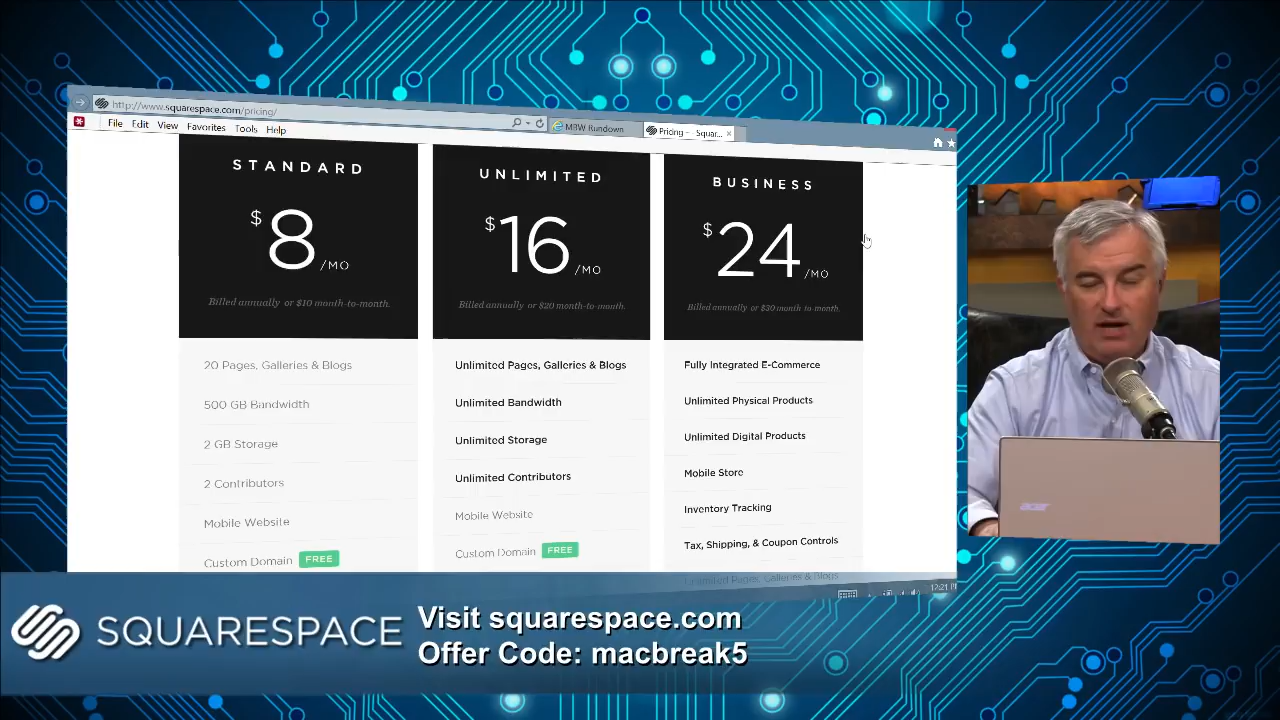 http://www.squarespace.com/pricing/
MBW Rundown
Pricing — Squar...
File Edit View Favorites Tools Help
STANDARD
$8/MO
Billed annually or $10 month-to-month.
20 Pages, Galleries & Blogs
500 GB Bandwidth
2 GB Storage
2 Contributors
Mobile Website
Custom Domain FREE
UNLIMITED
$16/MO
Billed annually or $20 month-to-month.
Unlimited Pages, Galleries & Blogs
Unlimited Bandwidth
Unlimited Storage
Unlimited Contributors
Mobile Website
Custom Domain FREE
BUSINESS
$24/MO
Billed annually or $30 month-to-month.
Fully Integrated E-Commerce
Unlimited Physical Products
Unlimited Digital Products
Mobile Store
Inventory Tracking
Tax, Shipping, & Coupon Controls
Unlimited Pages, Galleries & Blogs
acer
SQUARESPACE
Visit squarespace.com
Offer Code: macbreak5